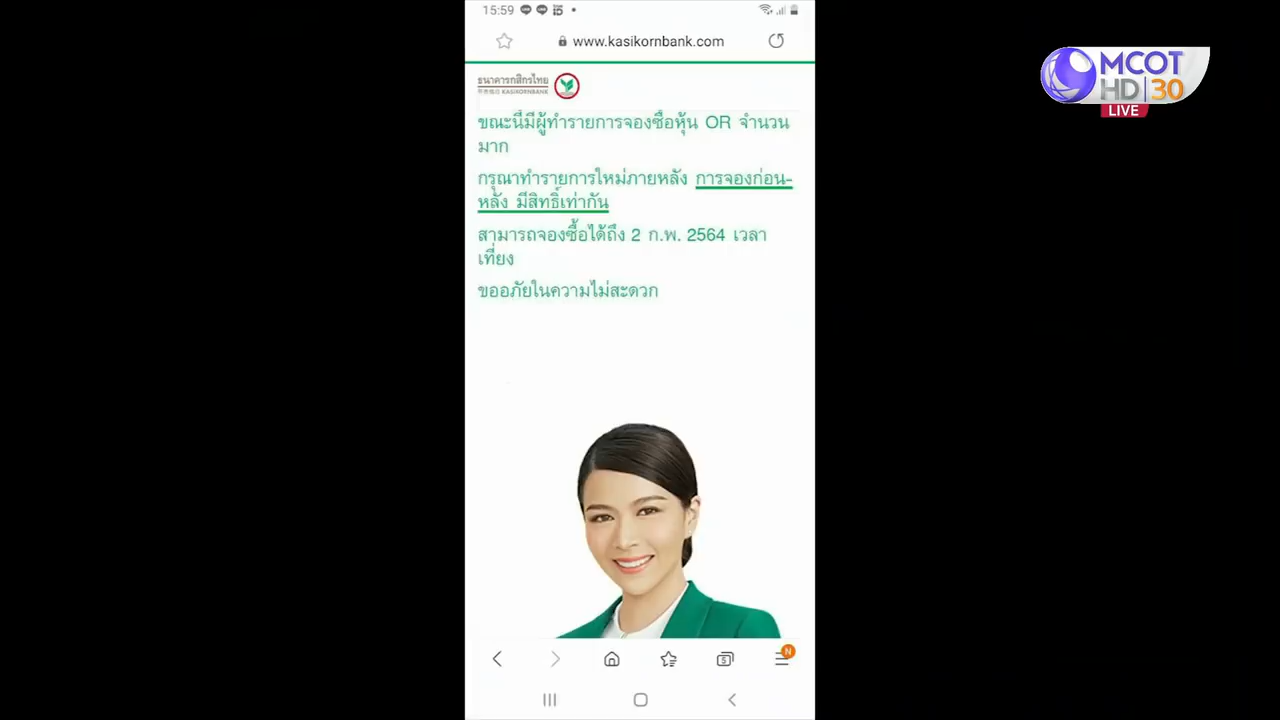 15:59
www.kasikornbank.com
MCOT
HD 30
LIVE
ธนาคารกสิกรไทย
KASIKORNBANK
ขณะนี้มีผู้ทำรายการจองซื้อหุ้น OR จำนวน
มาก
กรุณาทำรายการใหม่ภายหลัง การจองก่อน-
หลัง มีสิทธิ์เท่ากัน
สามารถจองซื้อได้ถึง 2 ก.พ. 2564 เวลา
เที่ยง
ขออภัยในความไม่สะดวก
5
N